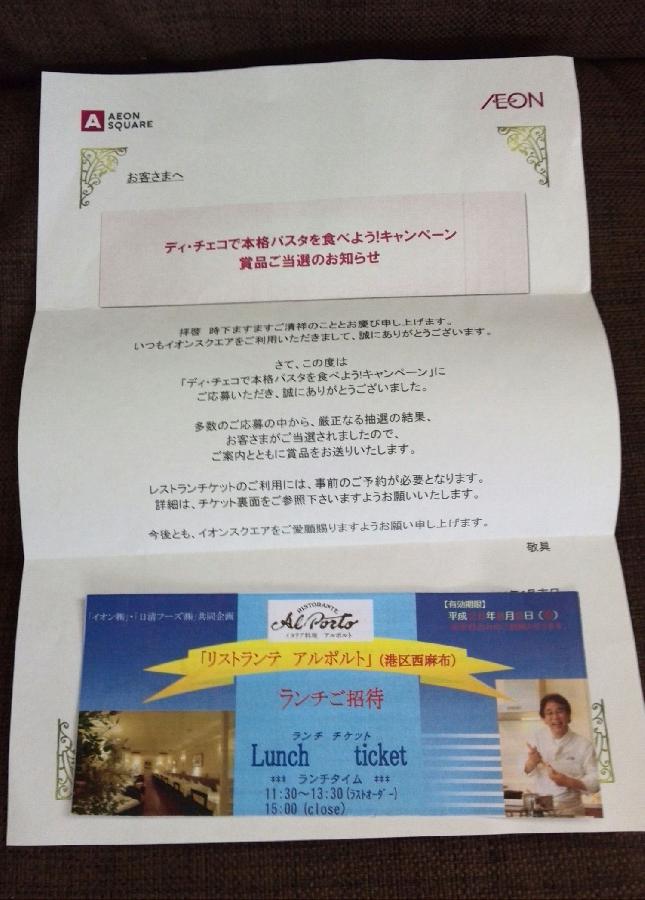 AEON
SQUARE
ÆON
お客さまへ
ディ・チェコで本格パスタを食べよう!キャンペーン
賞品ご当選のお知らせ
拝啓 時下ますますご清祥のこととお慶び申し上げます。
いつもイオンスクエアをご利用いただきまして、誠にありがとうございます。
さて、この度は
「ディ・チェコで本格パスタを食べよう!キャンペーン」に
ご応募いただき、誠にありがとうございました。
多数のご応募の中から、厳正なる抽選の結果、
お客さまがご当選されましたので、
ご案内とともに賞品をお送りいたします。
レストランチケットのご利用には、事前のご予約が必要となります。
詳細は、チケット裏面をご参照下さいますようお願いいたします。
今後とも、イオンスクエアをご愛願賜りますようお願い申し上げます。
敬具
「イオン㈱」・「日清フーズ㈱」共同企画
RISTORANTE
Al Porto
イタリア料理 アルポルト
【有効期限】
平成 年 月 日( )
「リストランテ アルポルト」(港区西麻布)
ランチご招待
ランチ チケット
Lunch ticket
*** ランチタイム ***
11:30~13:30(ラストオーダー)
15:00 (close)